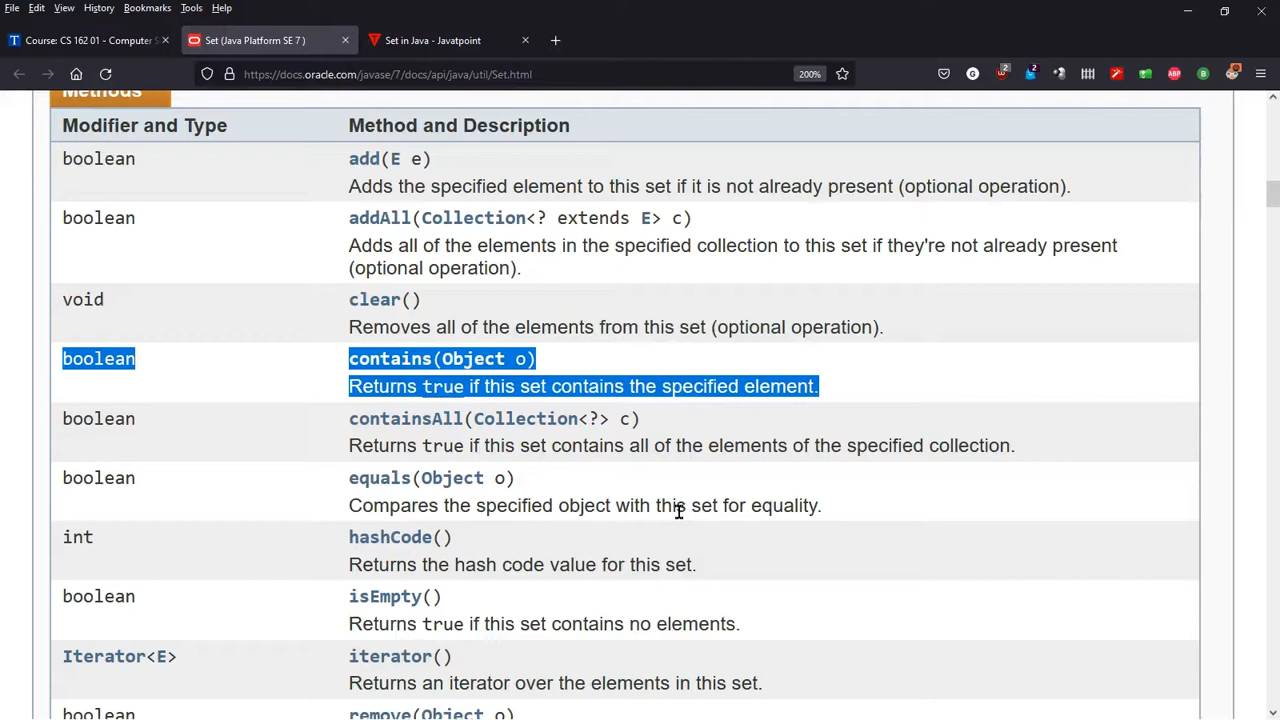 File Edit View History Bookmarks Tools Help
Course: CS 162 01 - Computer S
Set (Java Platform SE 7 )
Set in Java - Javatpoint
https://docs.oracle.com/javase/7/docs/api/java/util/Set.html 200%
2
2
ABP
Methods
Modifier and Type Method and Description
boolean add(E e)
Adds the specified element to this set if it is not already present (optional operation).
boolean addAll(Collection<? extends E> c)
Adds all of the elements in the specified collection to this set if they're not already present
(optional operation).
void clear()
Removes all of the elements from this set (optional operation).
boolean contains(Object o)
Returns true if this set contains the specified element.
boolean containsAll(Collection<?> c)
Returns true if this set contains all of the elements of the specified collection.
boolean equals(Object o)
Compares the specified object with this set for equality.
int hashCode()
Returns the hash code value for this set.
boolean isEmpty()
Returns true if this set contains no elements.
Iterator<E> iterator()
Returns an iterator over the elements in this set.
boolean remove(Object o)